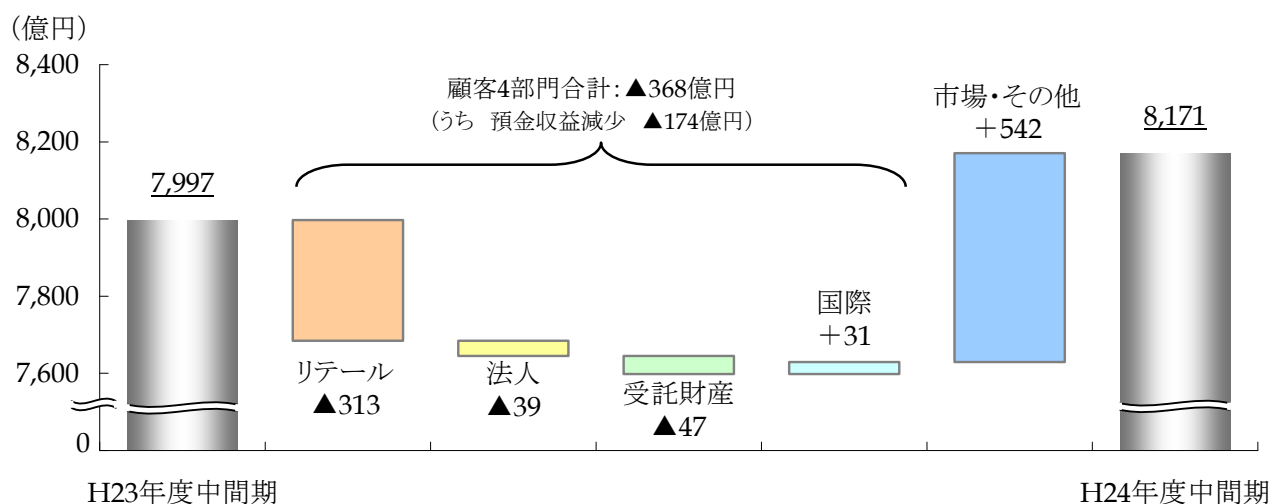 (億円)
8,400
8,200
8,000
7,800
7,600
0
7,997
顧客4部門合計：▲368億円
(うち 預金収益減少 ▲174億円)
市場・その他
＋542
8,171
国際
＋31
リテール
▲313
法人
▲39
受託財産
▲47
H23年度中間期
H24年度中間期